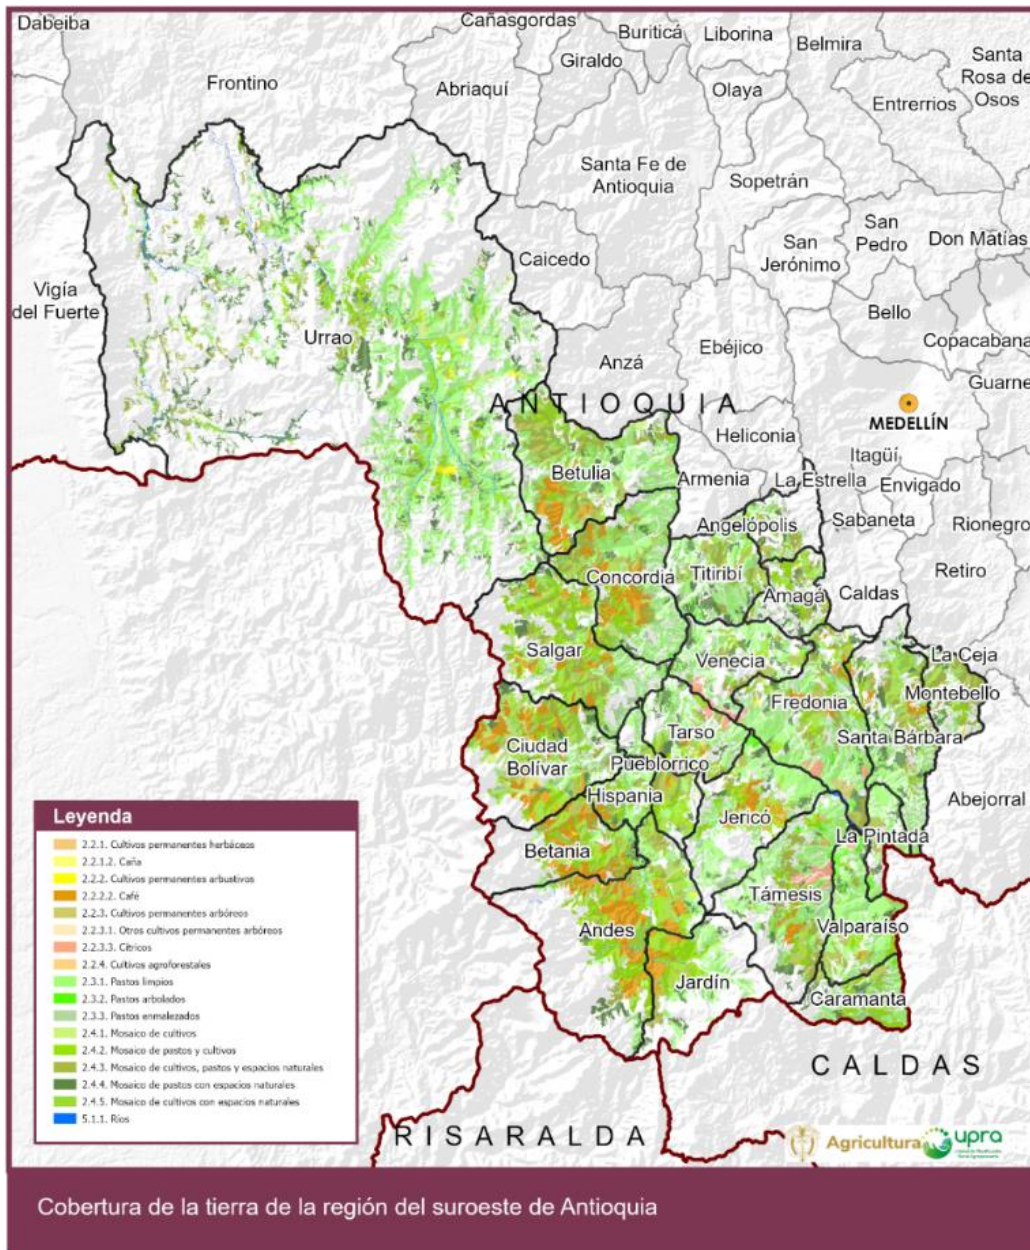 Dabeiba
Cañasgordas
Buriticá
Liborina
Belmira
Santa
Rosa de
Osos
Giraldo
Frontino
Abriaquí
Olaya
Entrerrios
Santa Fe de
Antioquia
Sopetrán
San
Pedro
Don Matías
San
Jerónimo
Caicedo
Vigía
del Fuerte
Bello
Copacabana
Urrao
Anzá
Ebéjico
Guarne
ANTIOQUIA
MEDELLÍN
Heliconia
Itagüí
Betulia
Armenia
La Estrella
Envigado
Angelópolis
Sabaneta
Rionegro
Concordia
Titiribí
Amagá
Caldas
Retiro
Salgar
Venecia
La Ceja
Fredonia
Montebello
Tarso
Santa Bárbara
Ciudad
Bolívar
Pueblorrico
Hispania
Jericó
Abejorral
La Pintada
Betania
Támesis
Andes
Valparaíso
Jardín
Caramanta
CALDAS
RISARALDA
Leyenda
2.2.1. Cultivos permanentes herbáceos
2.2.1.2. Caña
2.2.2. Cultivos permanentes arbustivos
2.2.2.2. Café
2.2.3. Cultivos permanentes arbóreos
2.2.3.1. Otros cultivos permanentes arbóreos
2.2.3.3. Cítricos
2.2.4. Cultivos agroforestales
2.3.1. Pastos limpios
2.3.2. Pastos arbolados
2.3.3. Pastos enmalezados
2.4.1. Mosaico de cultivos
2.4.2. Mosaico de pastos y cultivos
2.4.3. Mosaico de cultivos, pastos y espacios naturales
2.4.4. Mosaico de pastos con espacios naturales
2.4.5. Mosaico de cultivos con espacios naturales
5.1.1. Ríos
Agricultura
upra
Cobertura de la tierra de la región del suroeste de Antioquia